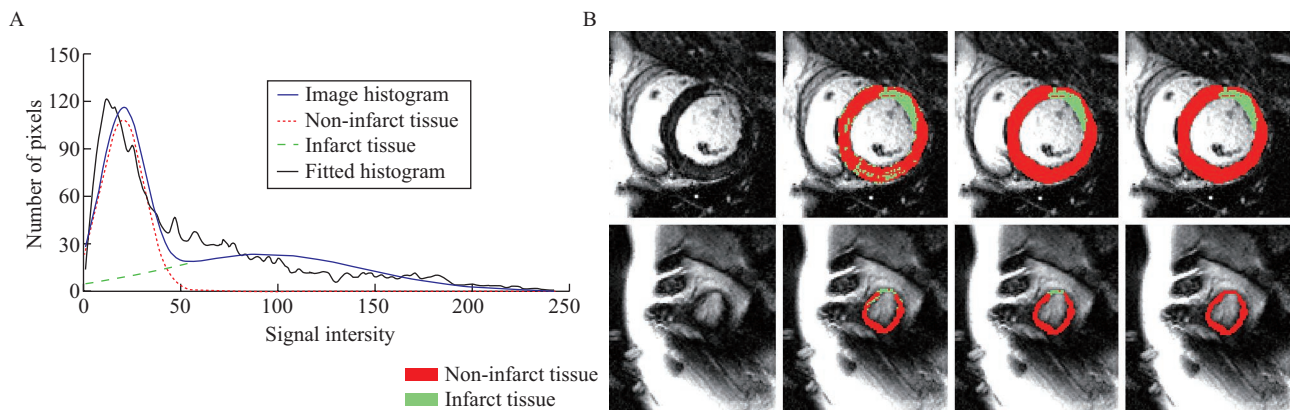 A
150
120
90
60
30
0
Number of pixels
0
50
100
150
200
250
Signal intersity
Image histogram
Non-infarct tissue
Infarct tissue
Fitted histogram
Non-infarct tissue
Infarct tissue
B